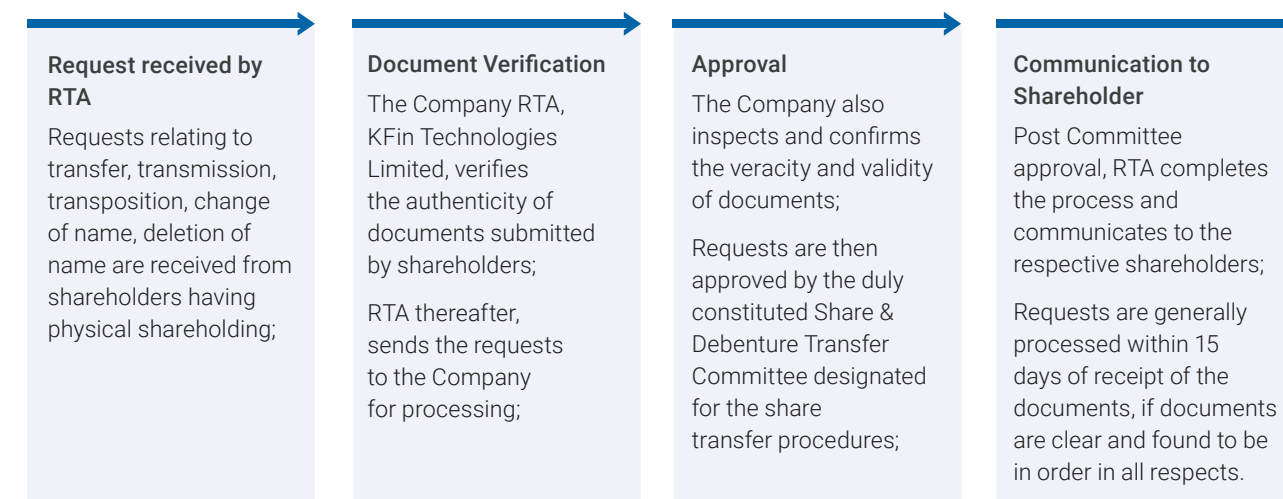 Request received by
RTA
Requests relating to
transfer, transmission,
transposition, change
of name, deletion of
name are received from
shareholders having
physical shareholding;
Document Verification
The Company RTA,
KFin Technologies
Limited, verifies
the authenticity of
documents submitted
by shareholders;
RTA thereafter,
sends the requests
to the Company
for processing;
Approval
The Company also
inspects and confirms
the veracity and validity
of documents;
Requests are then
approved by the duly
constituted Share &
Debenture Transfer
Committee designated
for the share
transfer procedures;
Communication to
Shareholder
Post Committee
approval, RTA completes
the process and
communicates to the
respective shareholders;
Requests are generally
processed within 15
days of receipt of the
documents, if documents
are clear and found to be
in order in all respects.